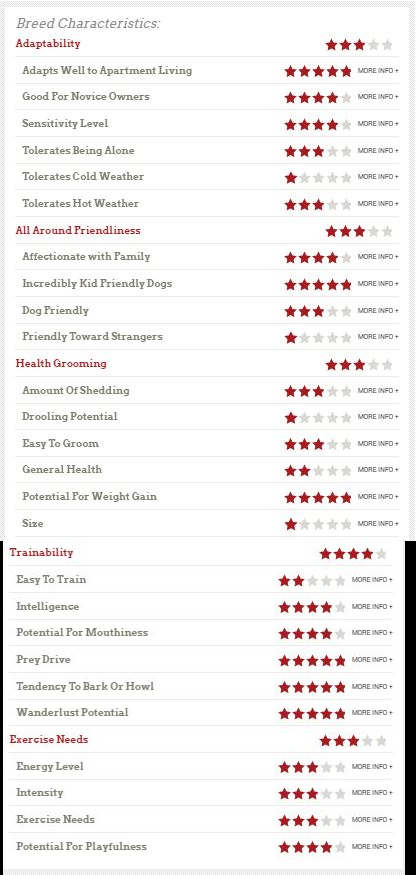 Breed Characteristics:
Adaptability
Adapts Well to Apartment Living MORE INFO +
Good For Novice Owners MORE INFO +
Sensitivity Level MORE INFO +
Tolerates Being Alone MORE INFO +
Tolerates Cold Weather MORE INFO +
Tolerates Hot Weather MORE INFO +
All Around Friendliness
Affectionate with Family MORE INFO +
Incredibly Kid Friendly Dogs MORE INFO +
Dog Friendly MORE INFO +
Friendly Toward Strangers MORE INFO +
Health Grooming
Amount Of Shedding MORE INFO +
Drooling Potential MORE INFO +
Easy To Groom MORE INFO +
General Health MORE INFO +
Potential For Weight Gain MORE INFO +
Size MORE INFO +
Trainability
Easy To Train MORE INFO +
Intelligence MORE INFO +
Potential For Mouthiness MORE INFO +
Prey Drive MORE INFO +
Tendency To Bark Or Howl MORE INFO +
Wanderlust Potential MORE INFO +
Exercise Needs
Energy Level MORE INFO +
Intensity MORE INFO +
Exercise Needs MORE INFO +
Potential For Playfulness MORE INFO +